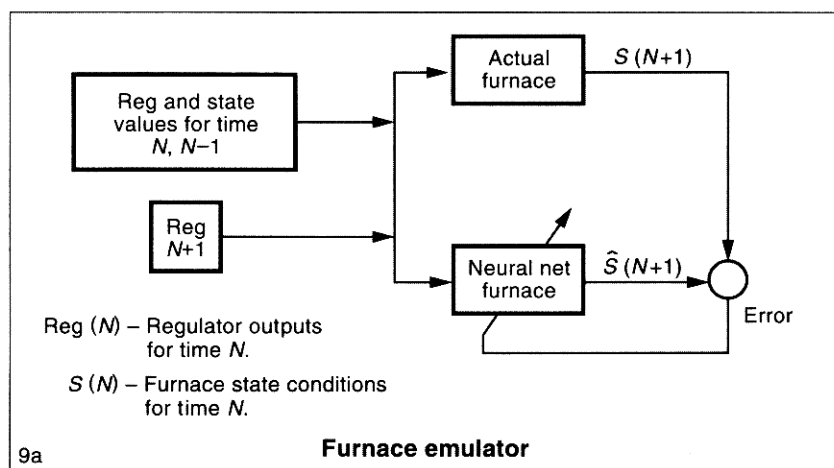 Reg and state
values for time
N, N–1
Reg
N+1
Actual
furnace
S (N+1)
Neural net
furnace
Ŝ (N+1)
Error
Reg (N) – Regulator outputs
for time N.
S (N) – Furnace state conditions
for time N.
9a
Furnace emulator